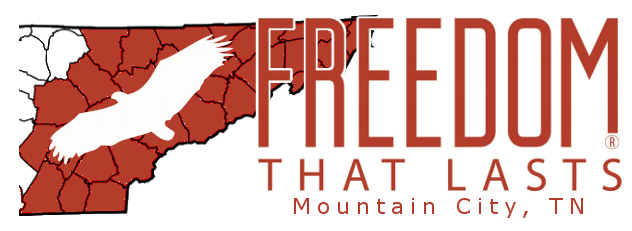 FREEDOM®
THAT LASTS
Mountain City, TN